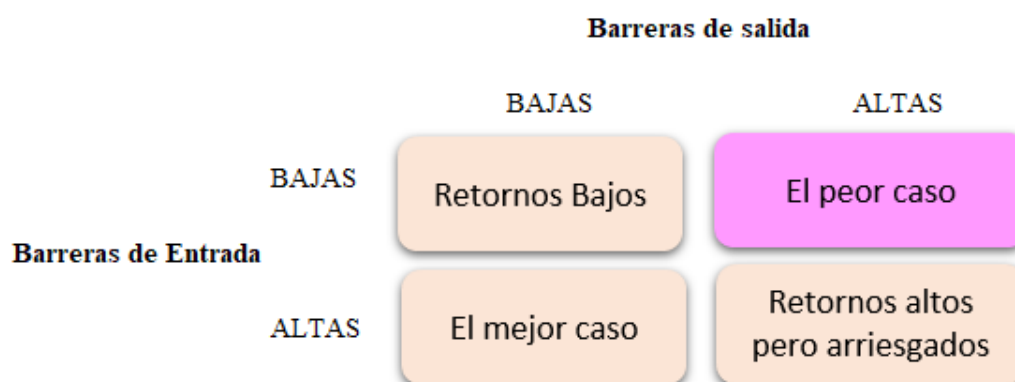 Barreras de salida
BAJAS
ALTAS
BAJAS
Retornos Bajos
El peor caso
Barreras de Entrada
ALTAS
El mejor caso
Retornos altos
pero arriesgados